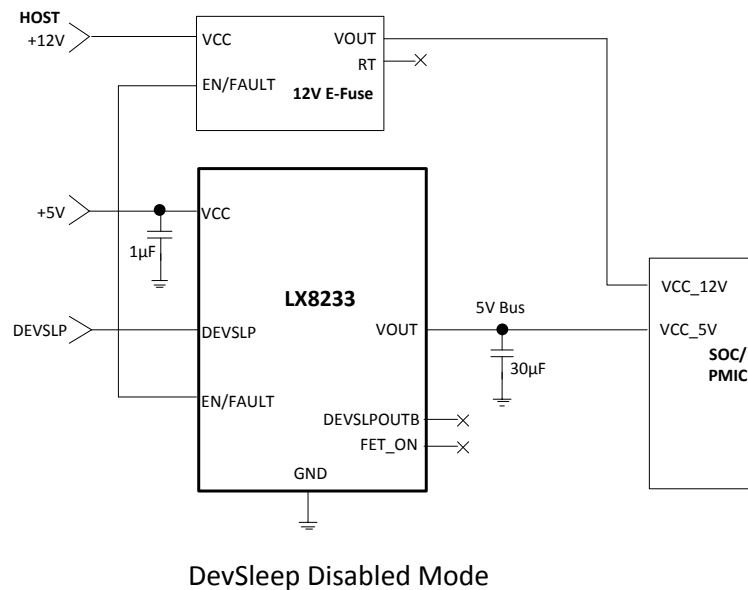 HOST
+12V
VCC
VOUT
RT
EN/FAULT
12V E-Fuse
+5V
VCC
1µF
LX8233
DEVSLP
DEVSLP
VOUT
5V Bus
30µF
VCC_12V
VCC_5V
SOC/
PMIC
EN/FAULT
DEVSLPOUTB
FET_ON
GND
DevSleep Disabled Mode